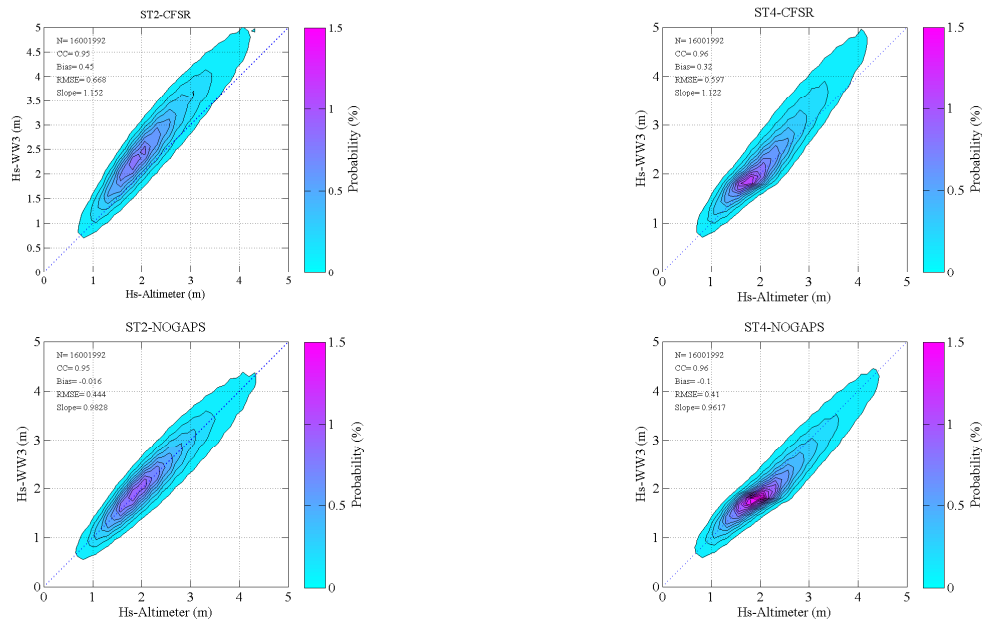 ST2-CFSR
N= 16001992
CC= 0.95
Bias= 0.45
RMSE= 0.668
Slope= 1.152
5
4.5
4
3.5
3
2.5
2
1.5
1
0.5
0
Hs-WW3 (m)
0 1 2 3 4 5
Hs-Altimeter (m)
1.5
1
0.5
0
Probability (%)
ST4-CFSR
N= 16001992
CC= 0.96
Bias= 0.32
RMSE= 0.597
Slope= 1.122
5
4
3
2
1
0
Hs-WW3 (m)
0 1 2 3 4 5
Hs-Altimeter (m)
1.5
1
0.5
0
Probability (%)
ST2-NOGAPS
N= 16001992
CC= 0.95
Bias= -0.016
RMSE= 0.444
Slope= 0.9828
5
4
3
2
1
0
Hs-WW3 (m)
0 1 2 3 4 5
Hs-Altimeter (m)
1.5
1
0.5
0
Probability (%)
ST4-NOGAPS
N= 16001992
CC= 0.96
Bias= -0.1
RMSE= 0.41
Slope= 0.9617
5
4
3
2
1
0
Hs-WW3 (m)
0 1 2 3 4 5
Hs-Altimeter (m)
1.5
1
0.5
0
Probability (%)